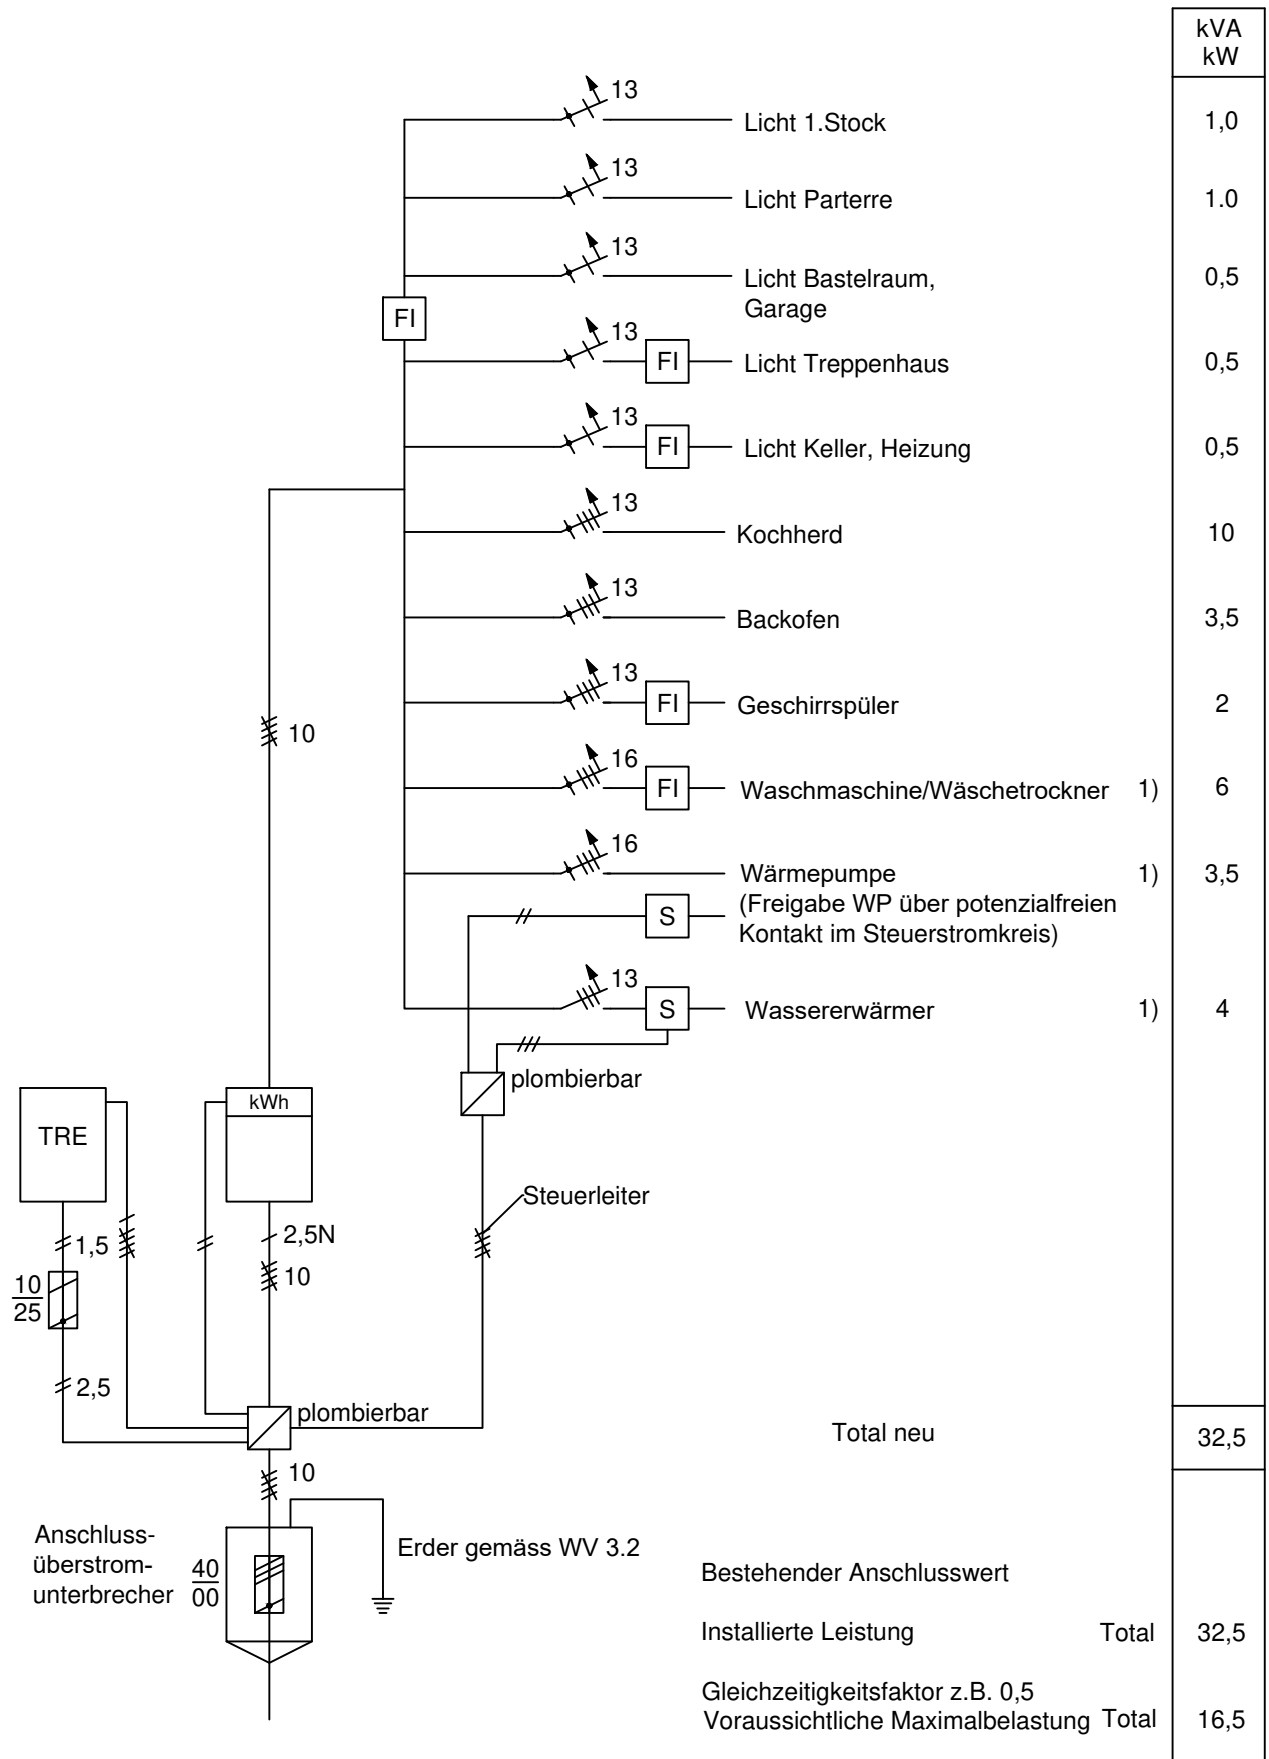 kVA
kW
13
Licht 1.Stock
1,0
13
Licht Parterre
1.0
13
Licht Bastelraum,
Garage
0,5
FI
13
FI
Licht Treppenhaus
0,5
13
FI
Licht Keller, Heizung
0,5
13
Kochherd
10
13
Backofen
3,5
13
FI
Geschirrspüler
2
10
16
FI
Waschmaschine/Wäschetrockner 1)
6
16
Wärmepumpe 1)
3,5
S
(Freigabe WP über potenzialfreien
Kontakt im Steuerstromkreis)
13
S
Wassererwärmer 1)
4
plombierbar
TRE
kWh
Steuerleiter
1,5
2,5N
10
10
25
2,5
plombierbar
Total neu
32,5
10
Anschluss-
überstrom-
unterbrecher
40
00
Erder gemäss WV 3.2
Bestehender Anschlusswert
Installierte Leistung Total 32,5
Gleichzeitigkeitsfaktor z.B. 0,5
Voraussichtliche Maximalbelastung Total 16,5